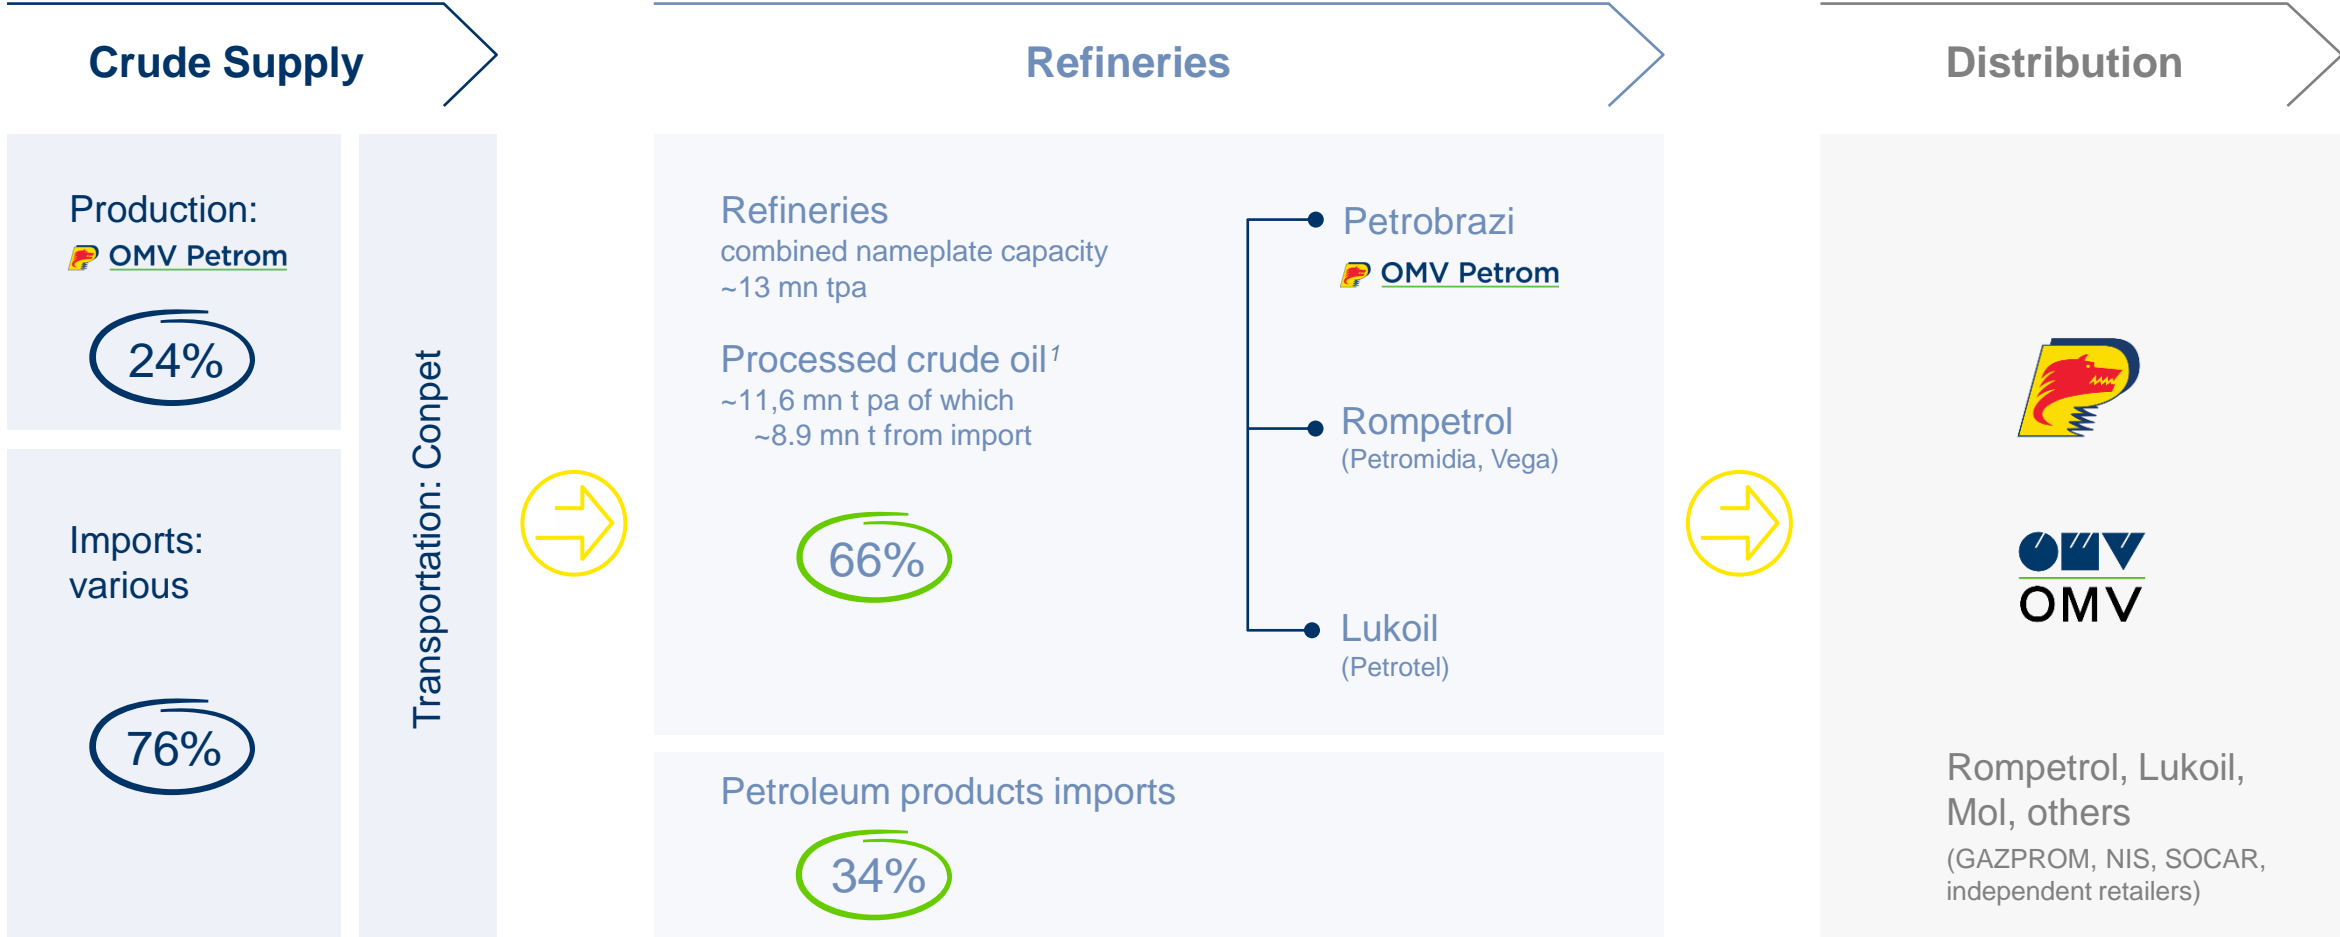 Crude Supply
Refineries
Distribution
Production:
OMV Petrom
24%
Imports:
various
76%
Transportation: Conpet
Refineries
combined nameplate capacity
~13 mn tpa
Processed crude oil¹
~11,6 mn t pa of which
~8.9 mn t from import
66%
Petrobrazi
OMV Petrom
Rompetrol
(Petromidia, Vega)
Lukoil
(Petrotel)
Petroleum products imports
34%
OMV
OMV
Rompetrol, Lukoil,
Mol, others
(GAZPROM, NIS, SOCAR,
independent retailers)